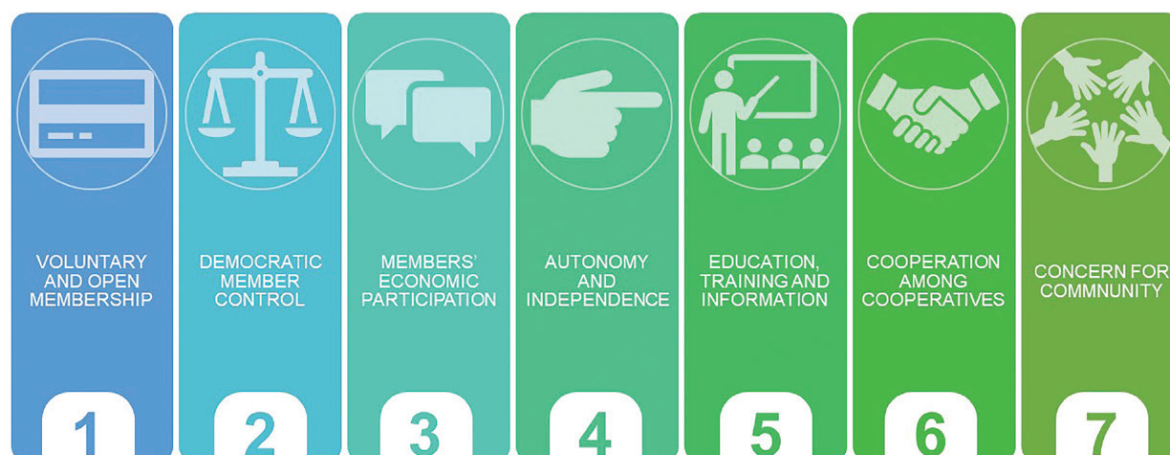 VOLUNTARY
AND OPEN
MEMBERSHIP
1
DEMOCRATIC
MEMBER
CONTROL
2
MEMBERS'
ECONOMIC
PARTICIPATION
3
AUTONOMY
AND
INDEPENDENCE
4
EDUCATION,
TRAINING AND
INFORMATION
5
COOPERATION
AMONG
COOPERATIVES
6
CONCERN FOR
COMMNUNITY
7